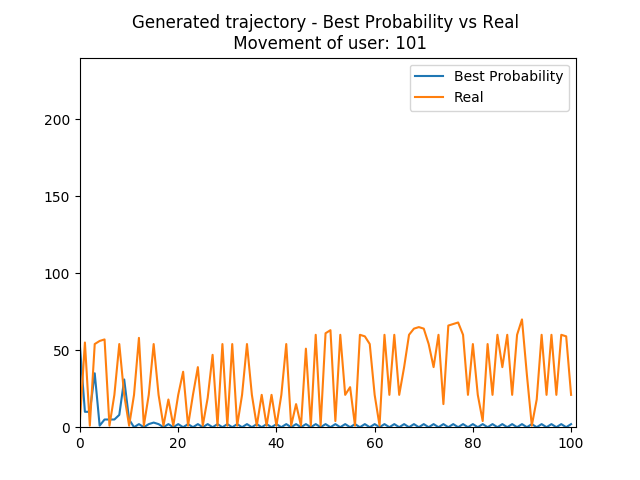 Generated trajectory - Best Probability vs Real
Movement of user: 101
Best Probability
Real
200
150
100
50
0
0
20
40
60
80
100